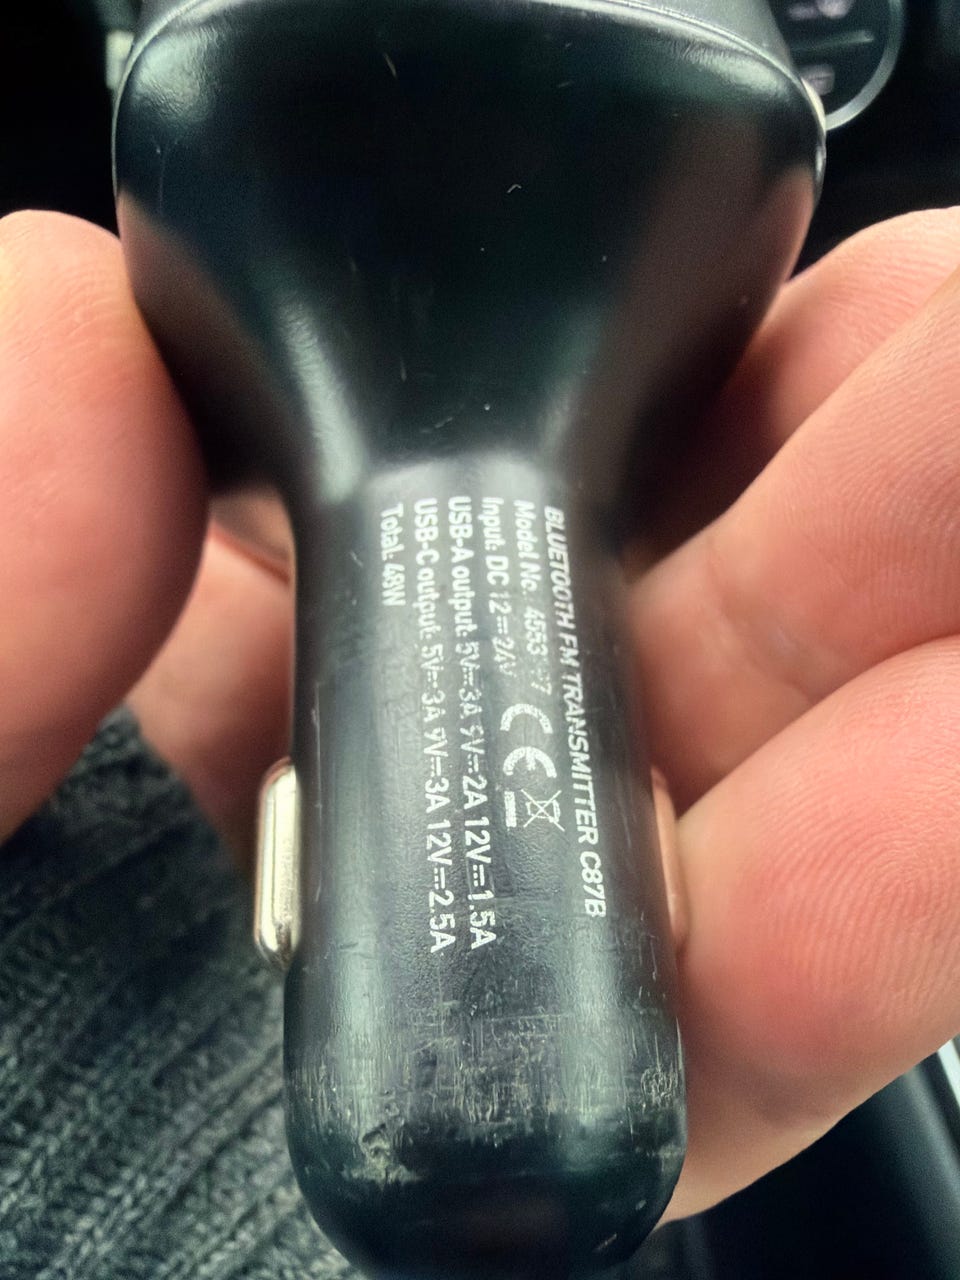 BLUETOOTH FM TRANSMITTER C87B
Model No.
Input: DC 12⎓24V
USB-A output: 5V⎓3A 9V⎓2A 12V⎓1.5A
USB-C output: 5V⎓3A 9V⎓3A 12V⎓2.5A
Total: 48W
CE